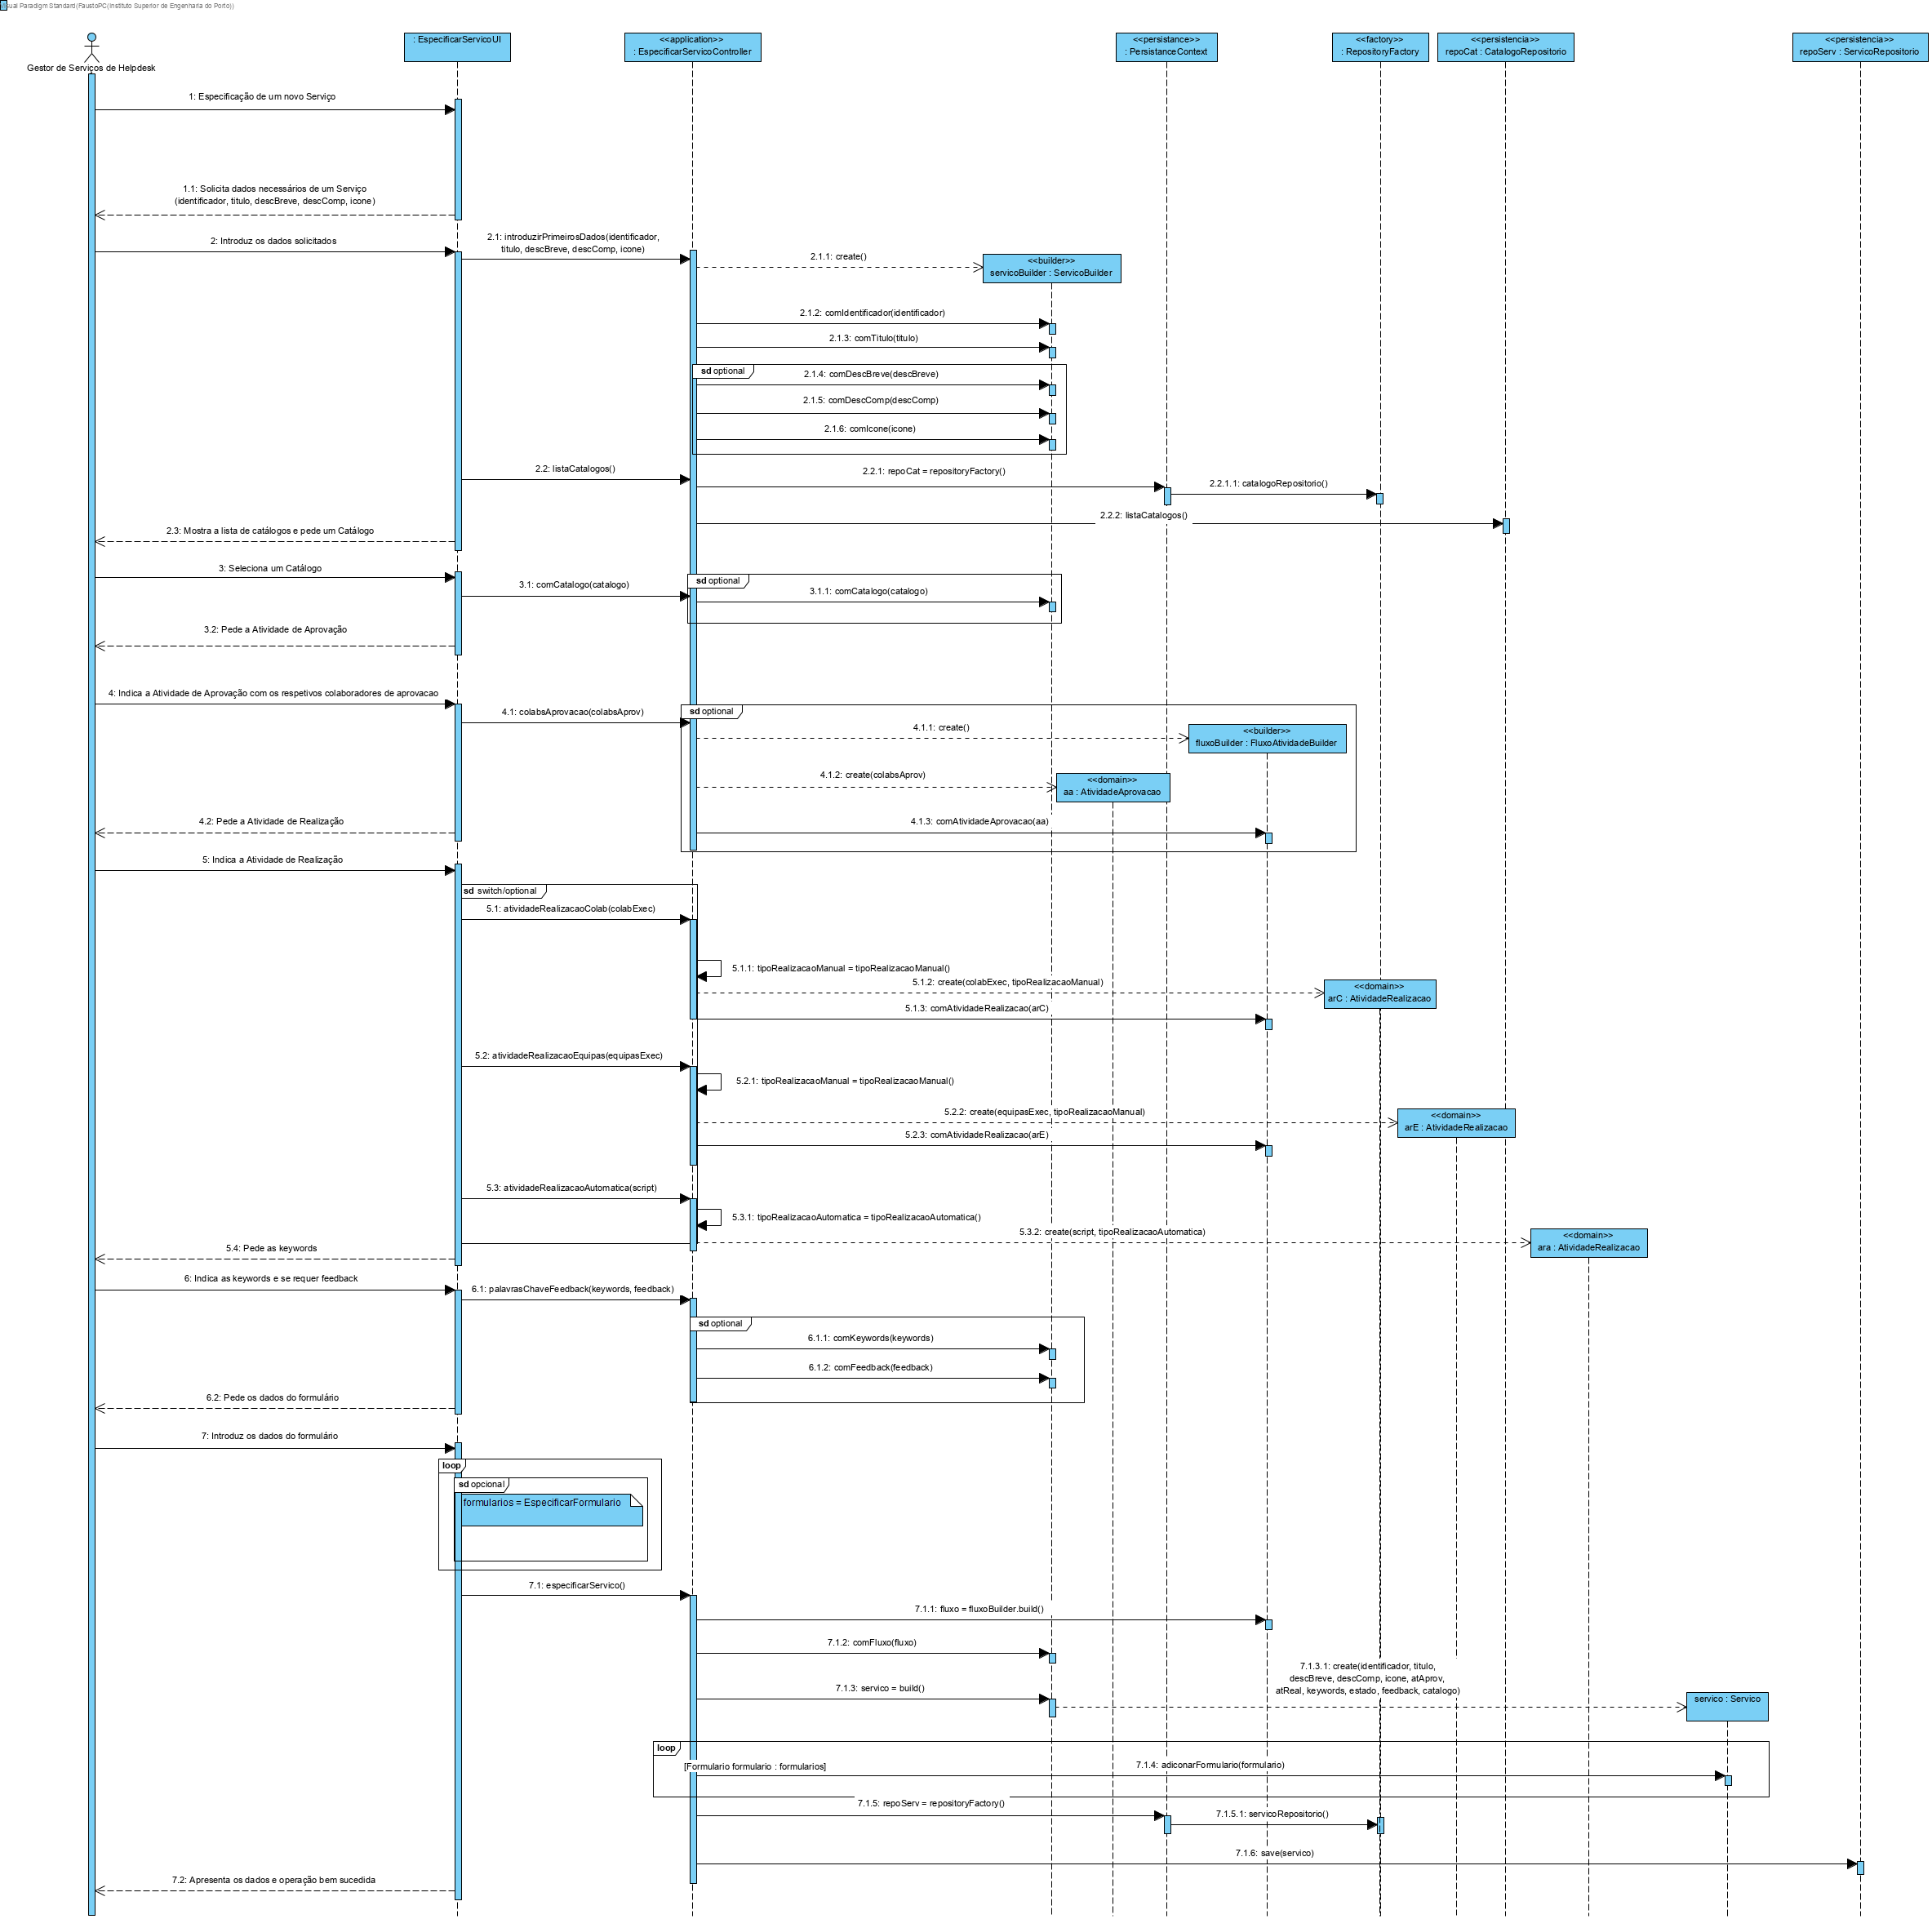 Visual Paradigm Standard(FaustoPC(Instituto Superior de Engenharia do Porto))
Gestor de Serviços de Helpdesk
: EspecificarServicoUI
<<application>>
: EspecificarServicoController
<<persistance>>
: PersistanceContext
<<factory>>
: RepositoryFactory
<<persistencia>>
repoCat : CatalogoRepositorio
<<persistencia>>
repoServ : ServicoRepositorio
1: Especificação de um novo Serviço
1.1: Solicita dados necessários de um Serviço
(identificador, titulo, descBreve, descComp, icone)
2: Introduz os dados solicitados
2.1: introduzirPrimeirosDados(identificador,
titulo, descBreve, descComp, icone)
2.1.1: create()
<<builder>>
servicoBuilder : ServicoBuilder
2.1.2: comIdentificador(identificador)
2.1.3: comTitulo(titulo)
sd optional
2.1.4: comDescBreve(descBreve)
2.1.5: comDescComp(descComp)
2.1.6: comIcone(icone)
2.2: listaCatalogos()
2.2.1: repoCat = repositoryFactory()
2.2.1.1: catalogoRepositorio()
2.2.2: listaCatalogos()
2.3: Mostra a lista de catálogos e pede um Catálogo
3: Seleciona um Catálogo
3.1: comCatalogo(catalogo)
sd optional
3.1.1: comCatalogo(catalogo)
3.2: Pede a Atividade de Aprovação
4: Indica a Atividade de Aprovação com os respetivos colaboradores de aprovacao
4.1: colabsAprovacao(colabsAprov)
sd optional
4.1.1: create()
<<builder>>
fluxoBuilder : FluxoAtividadeBuilder
4.1.2: create(colabsAprov)
<<domain>>
aa : AtividadeAprovacao
4.2: Pede a Atividade de Realização
4.1.3: comAtividadeAprovacao(aa)
5: Indica a Atividade de Realização
sd switch/optional
5.1: atividadeRealizacaoColab(colabExec)
5.1.1: tipoRealizacaoManual = tipoRealizacaoManual()
5.1.2: create(colabExec, tipoRealizacaoManual)
<<domain>>
arC : AtividadeRealizacao
5.1.3: comAtividadeRealizacao(arC)
5.2: atividadeRealizacaoEquipas(equipasExec)
5.2.1: tipoRealizacaoManual = tipoRealizacaoManual()
5.2.2: create(equipasExec, tipoRealizacaoManual)
<<domain>>
arE : AtividadeRealizacao
5.2.3: comAtividadeRealizacao(arE)
5.3: atividadeRealizacaoAutomatica(script)
5.3.1: tipoRealizacaoAutomatica = tipoRealizacaoAutomatica()
5.3.2: create(script, tipoRealizacaoAutomatica)
<<domain>>
ara : AtividadeRealizacao
5.4: Pede as keywords
6: Indica as keywords e se requer feedback
6.1: palavrasChaveFeedback(keywords, feedback)
sd optional
6.1.1: comKeywords(keywords)
6.1.2: comFeedback(feedback)
6.2: Pede os dados do formulário
7: Introduz os dados do formulário
loop
sd opcional
formularios = EspecificarFormulario
7.1: especificarServico()
7.1.1: fluxo = fluxoBuilder.build()
7.1.2: comFluxo(fluxo)
7.1.3: servico = build()
7.1.3.1: create(identificador, titulo,
descBreve, descComp, icone, atAprov,
atReal, keywords, estado, feedback, catalogo)
servico : Servico
loop
[Formulario formulario : formularios]
7.1.4: adiconarFormulario(formulario)
7.1.5: repoServ = repositoryFactory()
7.1.5.1: servicoRepositorio()
7.1.6: save(servico)
7.2: Apresenta os dados e operação bem sucedida